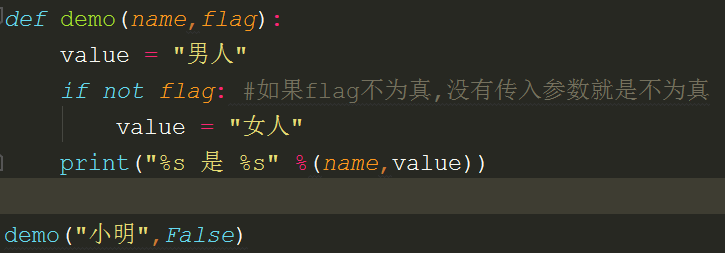 def demo(name,flag):
    value = "男人"
    if not flag: #如果flag不为真,没有传入参数就是不为真
        value = "女人"
    print("%s 是 %s" %(name,value))
demo("小明",False)